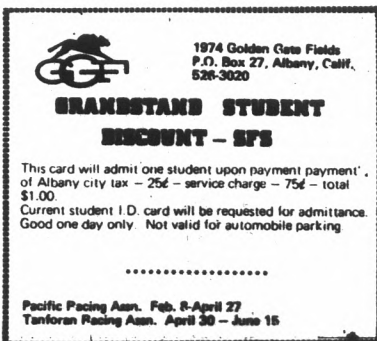 GGF
1974 Golden Gate Fields
P.O. Box 27, Albany, Calif.
526-3020
GRANDSTAND STUDENT
DISCOUNT – SFS
This card will admit one student upon payment payment
of Albany city tax – 25¢ – service charge – 75¢ – total
$1.00.
Current student I.D. card will be requested for admittance.
Good one day only. Not valid for automobile parking.
Pacific Pacing Assn. Feb. 8-April 27
Tanforan Racing Assn. April 30 – June 15